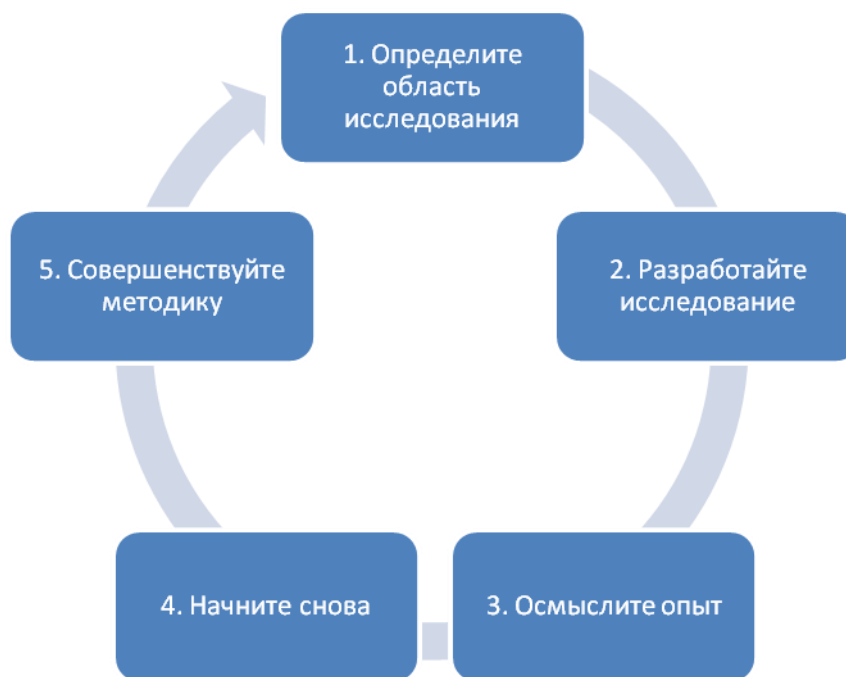 1. Определите
область
исследования
2. Разработайте
исследование
3. Осмыслите опыт
4. Начните снова
5. Совершенствуйте
методику